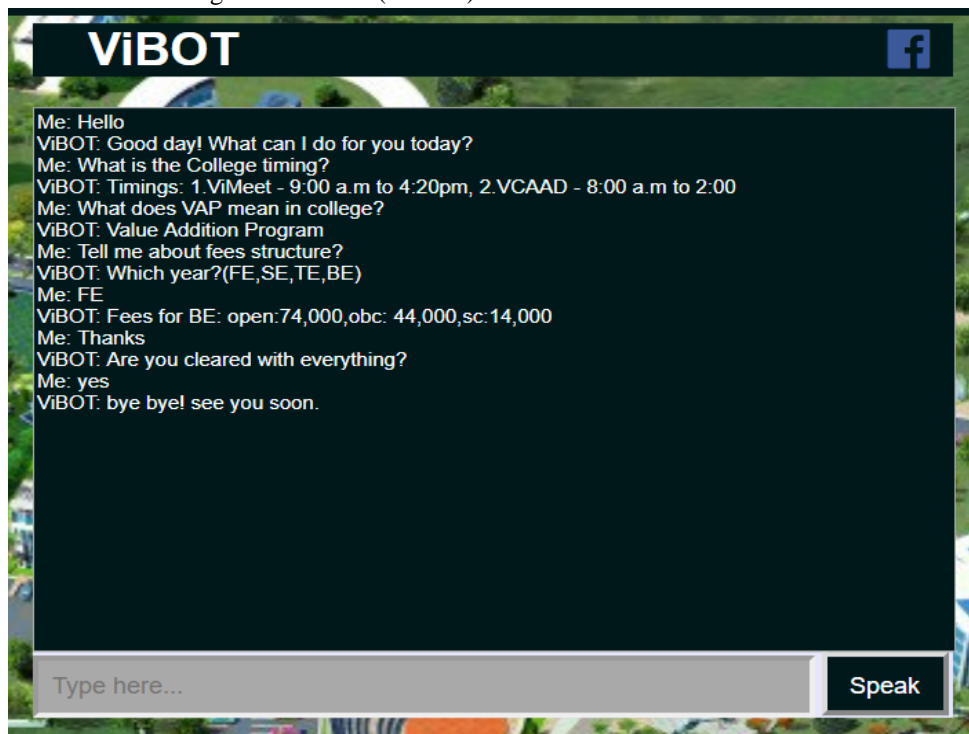 ViBOT
f
Me: Hello
ViBOT: Good day! What can I do for you today?
Me: What is the College timing?
ViBOT: Timings: 1.ViMeet - 9:00 a.m to 4:20pm, 2.VCAAD - 8:00 a.m to 2:00
Me: What does VAP mean in college?
ViBOT: Value Addition Program
Me: Tell me about fees structure?
ViBOT: Which year?(FE,SE,TE,BE)
Me: FE
ViBOT: Fees for BE: open:74,000,obc: 44,000,sc:14,000
Me: Thanks
ViBOT: Are you cleared with everything?
Me: yes
ViBOT: bye bye! see you soon.
Type here...
Speak